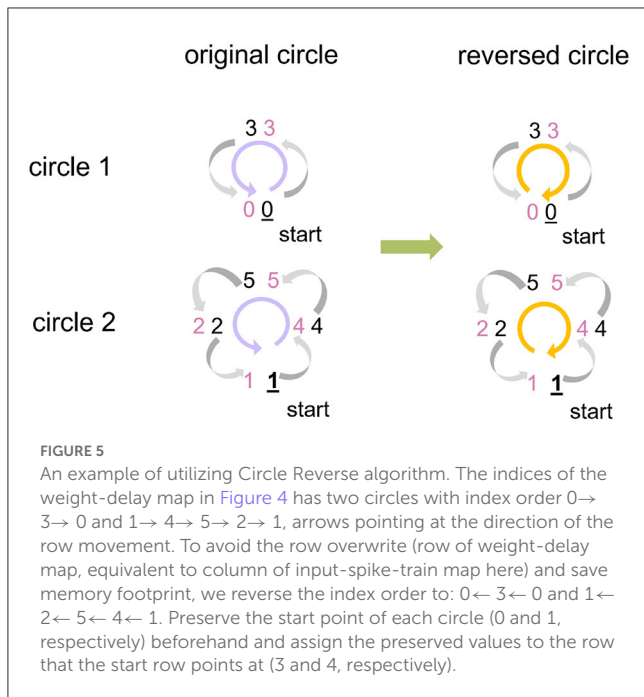 original circle reversed circle
circle 1
3 3 3 3
0 0 0 0
start start
5 5 5 5
circle 2
2 2 4 4 2 2 4 4
1 1 1 1
start start
FIGURE 5
An example of utilizing Circle Reverse algorithm. The indices of the
weight-delay map in Figure 4 has two circles with index order 0→
3→ 0 and 1→ 4→ 5→ 2→ 1, arrows pointing at the direction of the
row movement. To avoid the row overwrite (row of weight-delay
map, equivalent to column of input-spike-train map here) and save
memory footprint, we reverse the index order to: 0← 3← 0 and 1←
2← 5← 4← 1. Preserve the start point of each circle (0 and 1,
respectively) beforehand and assign the preserved values to the row
that the start row points at (3 and 4, respectively).